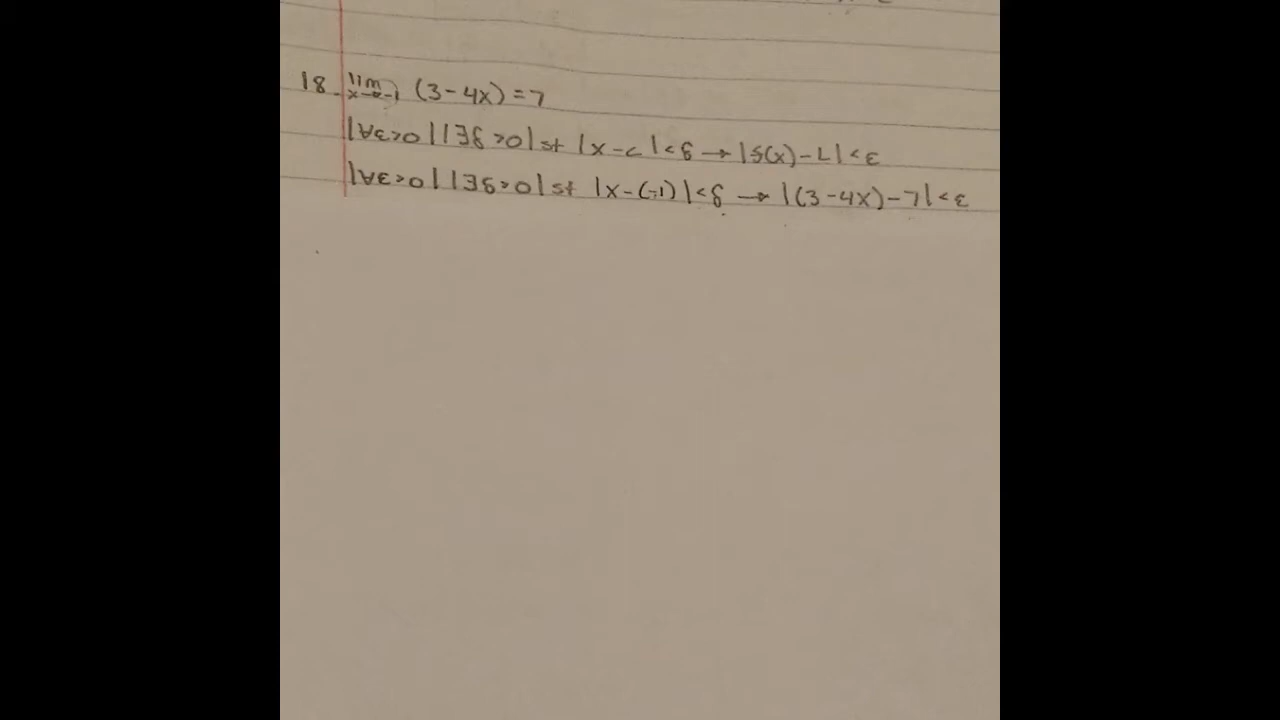 18. lim x→-1 (3-4x) = 7
|∀ε>0||∃δ>0| st |x-c|<δ → |f(x)-L|<ε
|∀ε>0||∃δ>0| st |x-(-1)|<δ → |(3-4x)-7|<ε